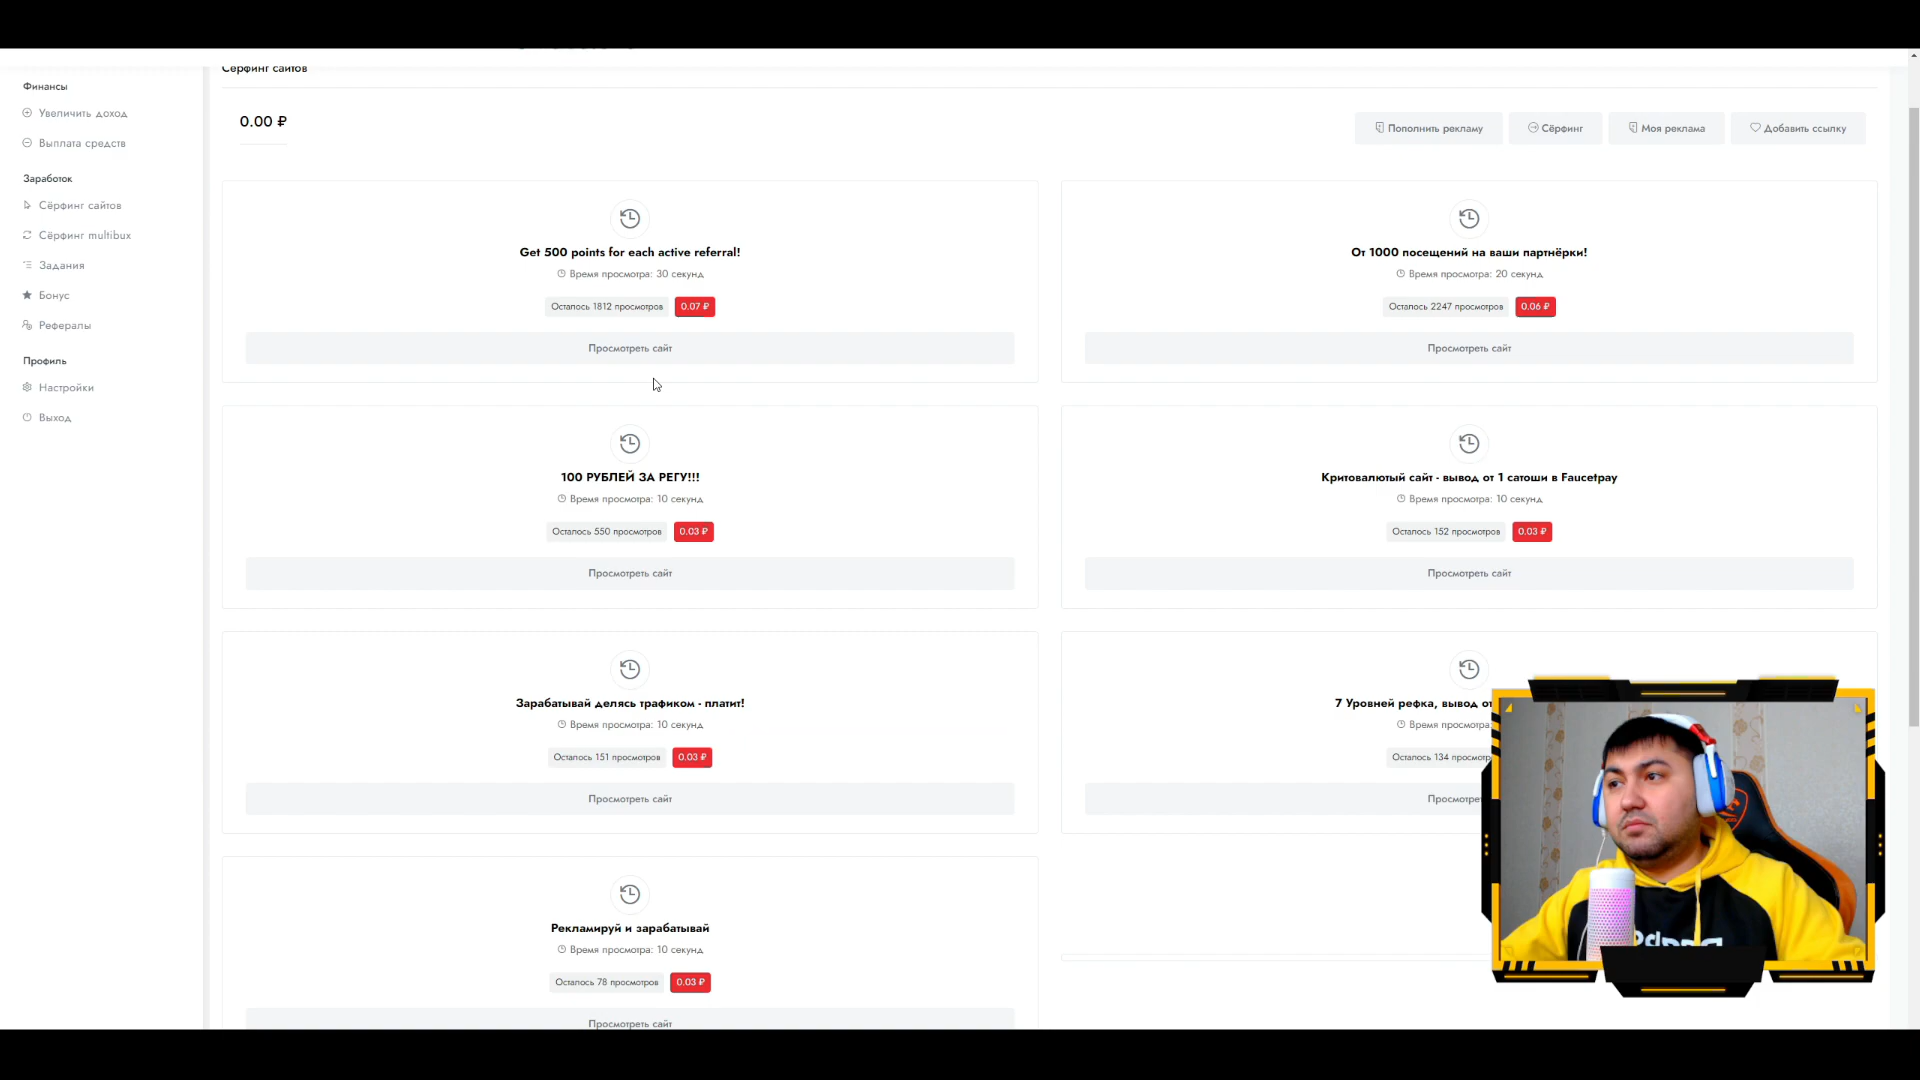 Сёрфинг сайтов
Финансы
Увеличить доход
Выплата средств
Заработок
Сёрфинг сайтов
Сёрфинг multibux
Задания
Бонус
Рефералы
Профиль
Настройки
Выход
0.00 ₽
Пополнить рекламу
Сёрфинг
Моя реклама
Добавить ссылку
Get 500 points for each active referral!
Время просмотра: 30 секунд
Осталось 1812 просмотров 0.07 ₽
Просмотреть сайт
От 1000 посещений на ваши партнёрки!
Время просмотра: 20 секунд
Осталось 2247 просмотров 0.06 ₽
Просмотреть сайт
100 РУБЛЕЙ ЗА РЕГУ!!!
Время просмотра: 10 секунд
Осталось 550 просмотров 0.03 ₽
Просмотреть сайт
Критовалютый сайт - вывод от 1 сатоши в Faucetpay
Время просмотра: 10 секунд
Осталось 152 просмотров 0.03 ₽
Просмотреть сайт
Зарабатывай делясь трафиком - платит!
Время просмотра: 10 секунд
Осталось 151 просмотров 0.03 ₽
Просмотреть сайт
7 Уровней рефка, вывод от
Время просмотра:
Осталось 134
Рекламируй и зарабатывай
Время просмотра: 10 секунд
Осталось 78 просмотров 0.03 ₽
Просмотреть сайт